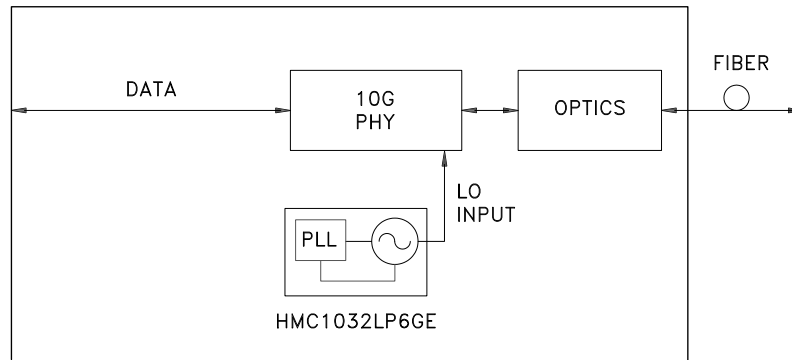 DATA
10G
PHY
OPTICS
FIBER
LO
INPUT
PLL
HMC1032LP6GE